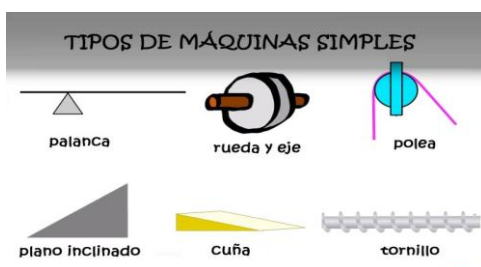 TIPOS DE MÁQUINAS SIMPLES
palanca
rueda y eje
polea
plano inclinado
cuña
tornillo